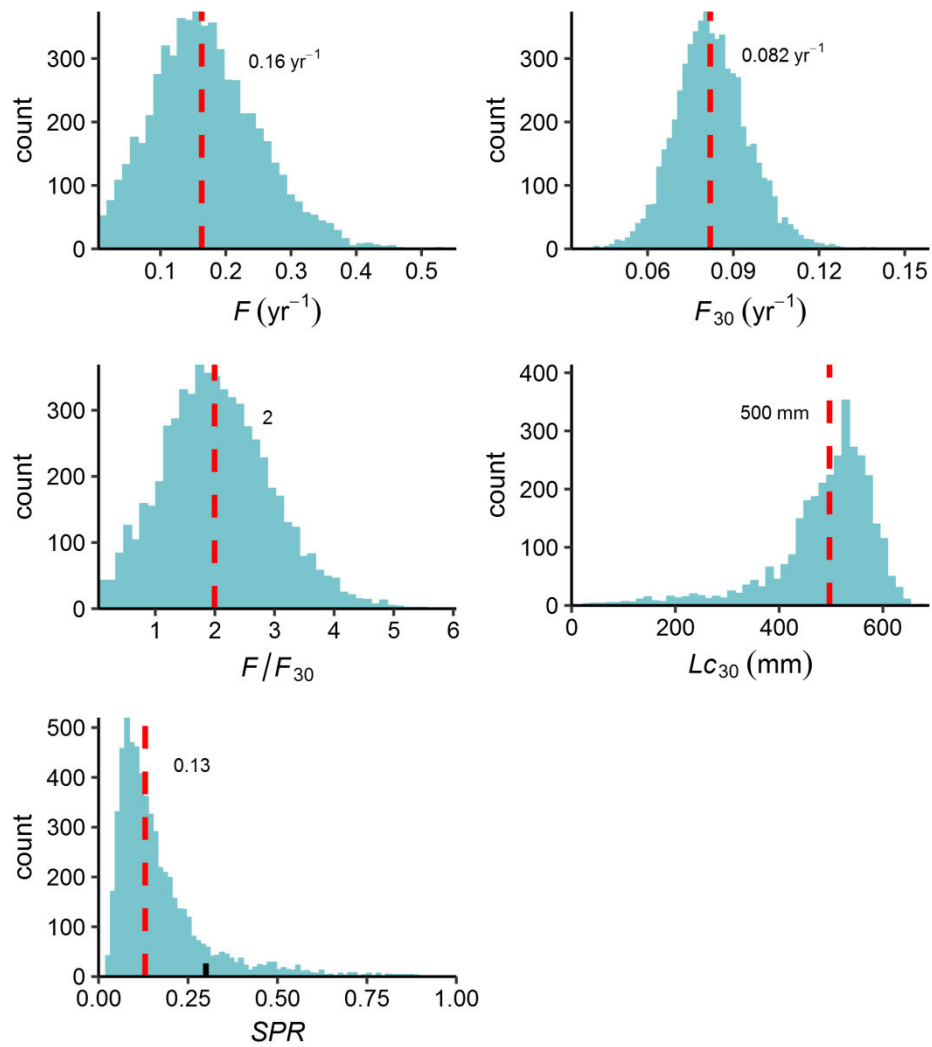 count
300
200
100
0
0.16 yr⁻¹
0.1 0.2 0.3 0.4 0.5
F (yr⁻¹)
count
300
200
100
0
0.082 yr⁻¹
0.06 0.09 0.12 0.15
F₃₀ (yr⁻¹)
count
300
200
100
0
2
1 2 3 4 5 6
F/F₃₀
count
400
300
200
100
0
500 mm
0 200 400 600
Lc₃₀ (mm)
count
500
400
300
200
100
0
0.13
0.00 0.25 0.50 0.75 1.00
SPR